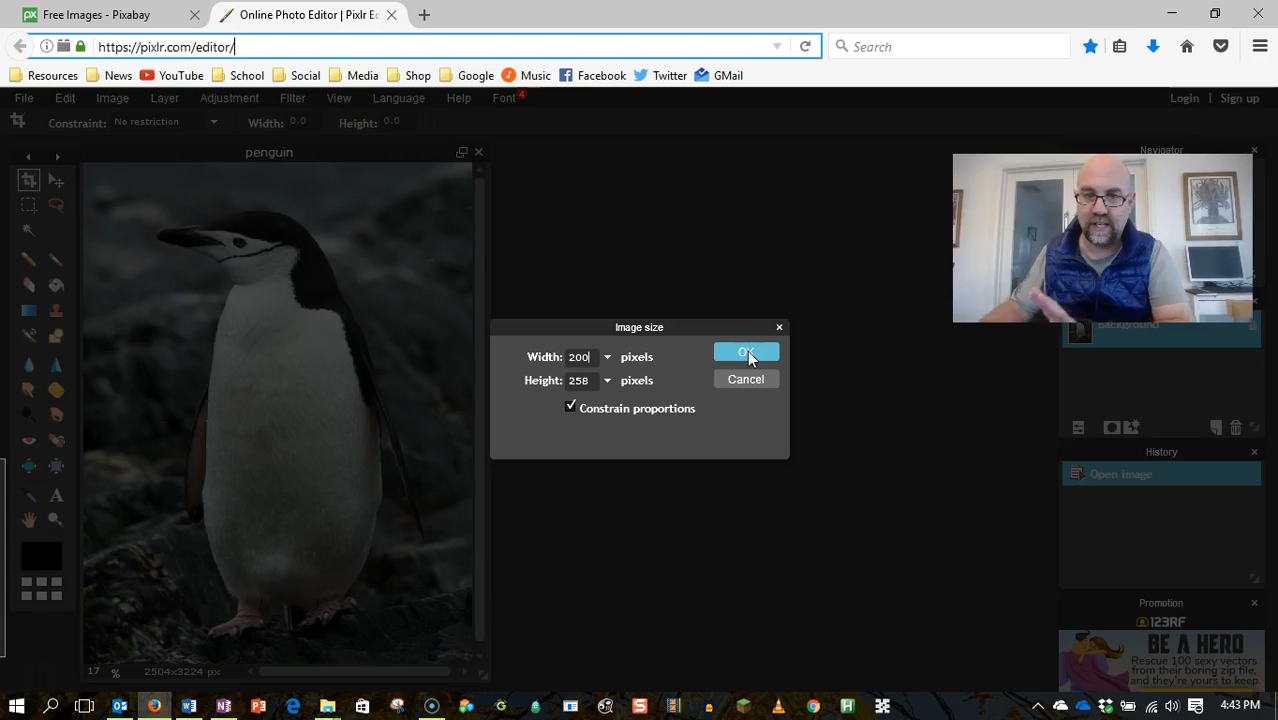 Free Images - Pixabay
Online Photo Editor | Pixlr Ec
https://pixlr.com/editor/
Search
Resources News YouTube School Social Media Shop Google Music Facebook Twitter GMail
File Edit Image Layer Adjustment Filter View Language Help Font 4
Login | Sign up
Constraint: No restriction Width: 0.0 Height: 0.0
penguin
Navigator
Image size
Width: 200 pixels
OK
Height: 258 pixels
Cancel
Constrain proportions
Background
History
Open image
Promotion
123RF
BE A HERO
Rescue 100 sexy vectors
from their boring zip file,
and they're yours to keep.
17 % 2504x3224 px
4:43 PM